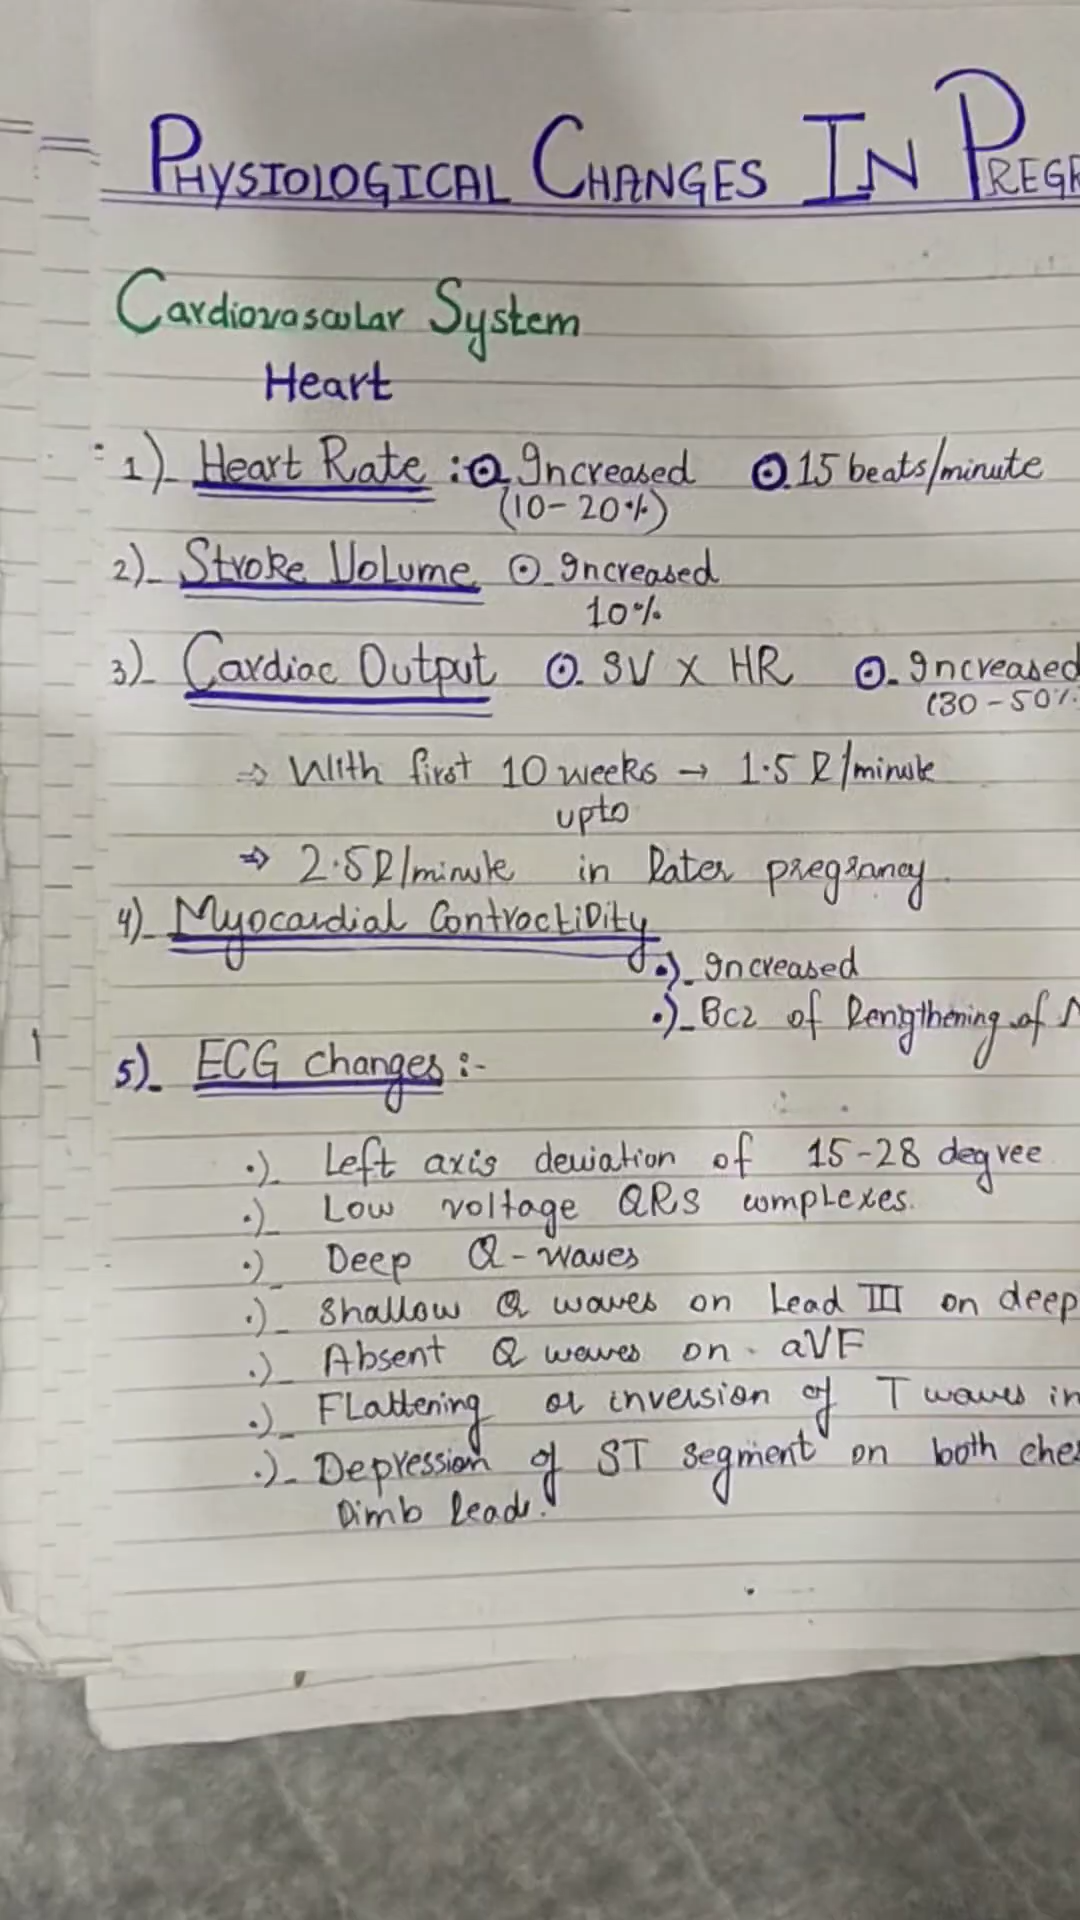 PHYSIOLOGICAL CHANGES IN PREG
Cardiovascular System
Heart
1)_ Heart Rate : Increased 15 beats/minute
(10-20%)
2)_ Stroke Volume Increased
10%
3)_ Cardiac Output SV X HR Increased
(30-50%
⇒ With first 10 weeks → 1.5 l/minute
upto
⇒ 2.5l/minute in later pregnancy.
4)_ Myocardial Contractility
•)_ Increased
•)_ Bcz of lengthening of
5)_ ECG changes :-
•)_ Left axis deviation of 15-28 degree
•)_ Low voltage QRS complexes.
•)_ Deep Q-waves
•)_ Shallow Q waves on Lead III on deep
•)_ Absent Q waves on aVF
•)_ Flattening or inversion of T waves in
•)_ Depression of ST segment on both che
limb leads.